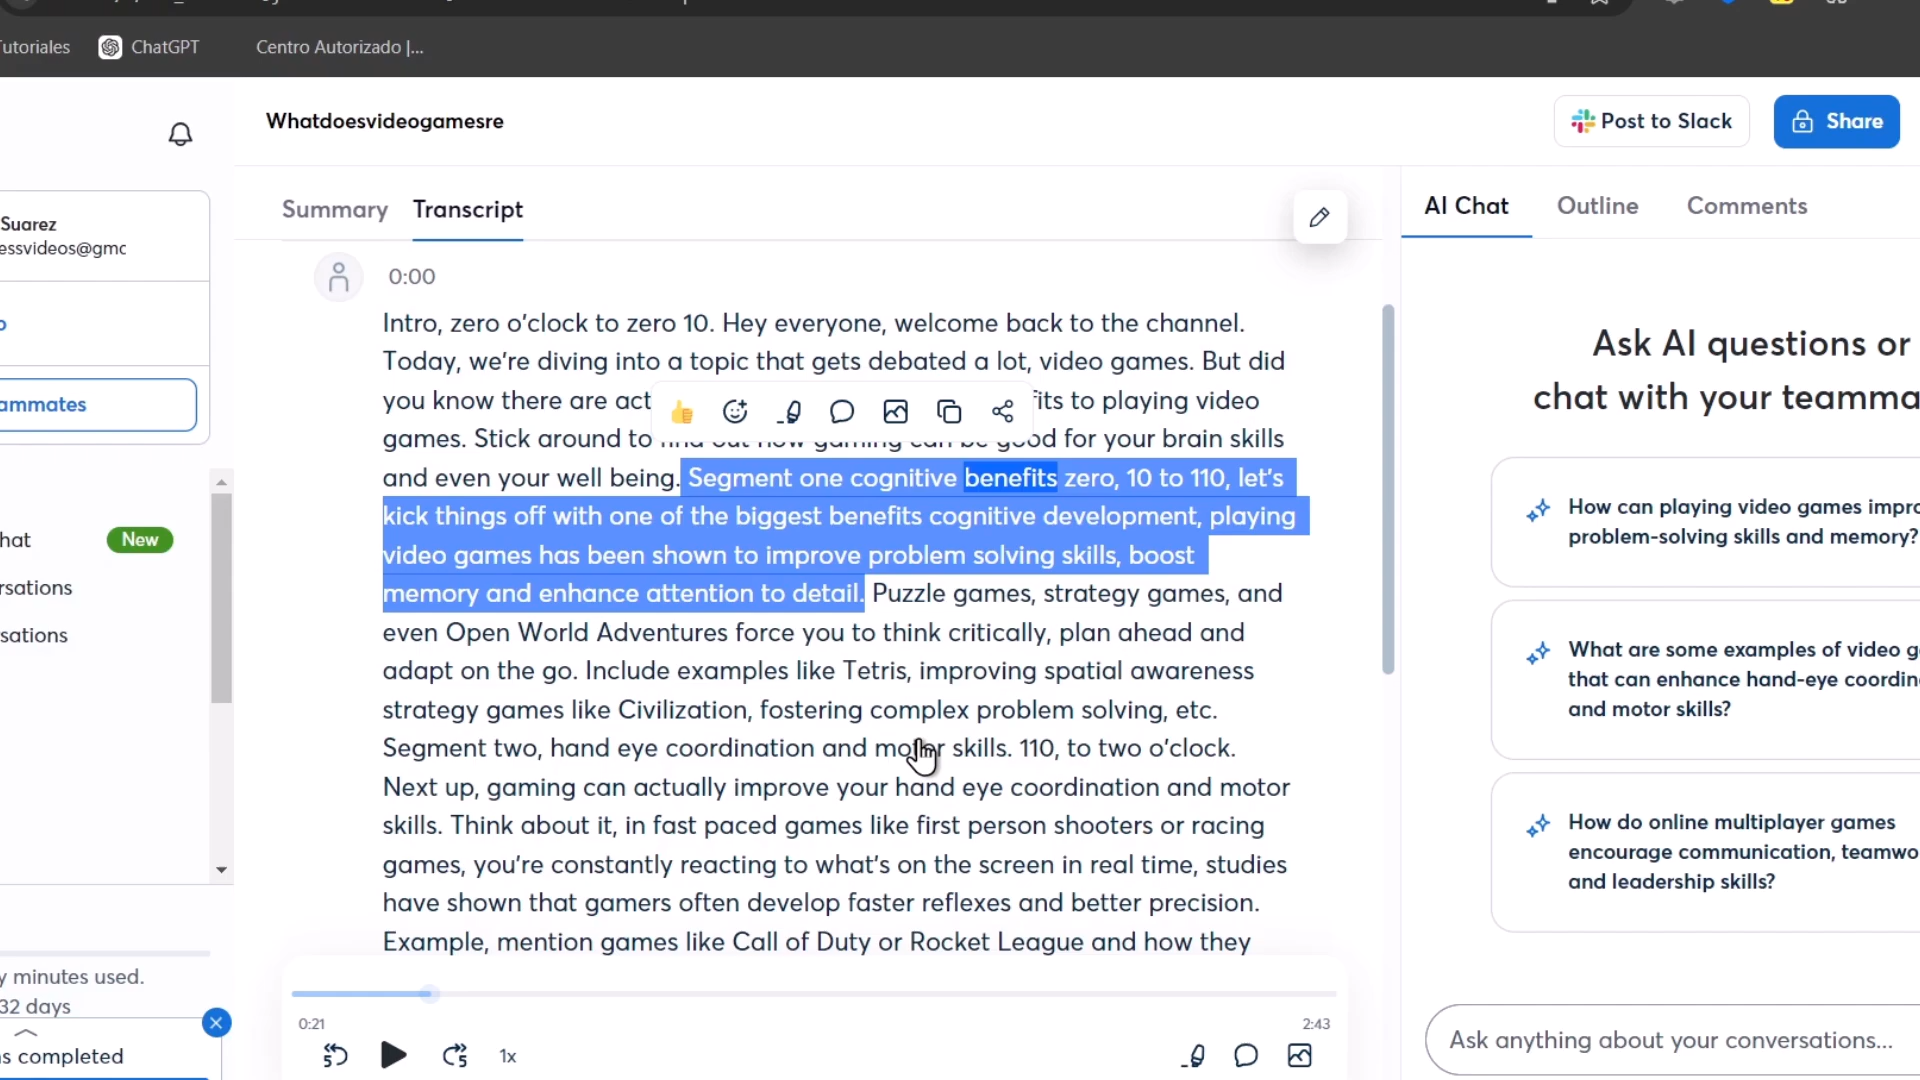 ChatGPT
Centro Autorizado |...
Whatdoesvideogamesre
Post to Slack
Share
Suarez
Summary
Transcript
AI Chat
Outline
Comments
0:00
Intro, zero o'clock to zero 10. Hey everyone, welcome back to the channel.
Today, we're diving into a topic that gets debated a lot, video games. But did
you know there are act fits to playing video
games. Stick around to find out how gaming can be good for your brain skills
and even your well being. Segment one cognitive benefits zero, 10 to 110, let's
kick things off with one of the biggest benefits cognitive development, playing
video games has been shown to improve problem solving skills, boost
memory and enhance attention to detail. Puzzle games, strategy games, and
even Open World Adventures force you to think critically, plan ahead and
adapt on the go. Include examples like Tetris, improving spatial awareness
strategy games like Civilization, fostering complex problem solving, etc.
Segment two, hand eye coordination and motor skills. 110, to two o'clock.
Next up, gaming can actually improve your hand eye coordination and motor
skills. Think about it, in fast paced games like first person shooters or racing
games, you're constantly reacting to what's on the screen in real time, studies
have shown that gamers often develop faster reflexes and better precision.
Example, mention games like Call of Duty or Rocket League and how they
0:21
2:43
1x
New
y minutes used.
32 days
s completed
Ask AI questions or
chat with your teamma
How can playing video games impro
problem-solving skills and memory?
What are some examples of video g
that can enhance hand-eye coordin
and motor skills?
How do online multiplayer games
encourage communication, teamwo
and leadership skills?
Ask anything about your conversations...